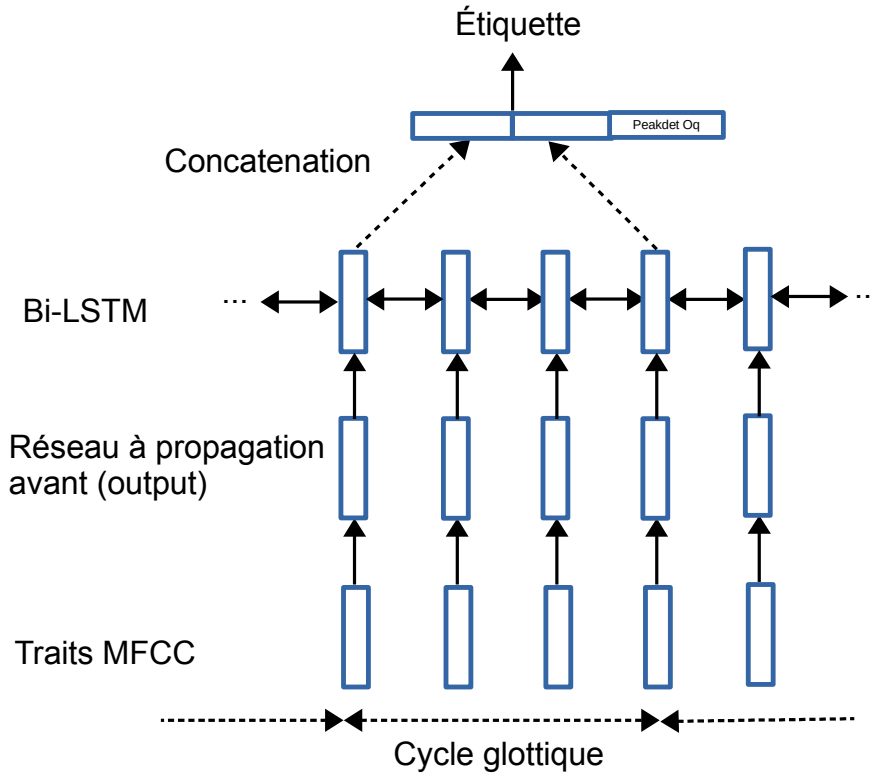 Étiquette
Peakdet Oq
Concatenation
...
..
Bi-LSTM
Réseau à propagation
avant (output)
Traits MFCC
Cycle glottique